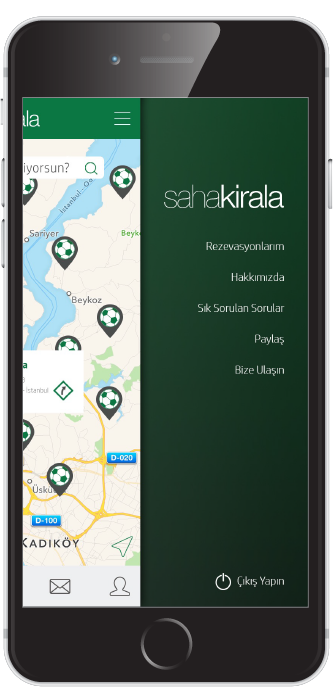 ala
iyorsun?
İstanbul
Sarıyer
Beyk
Beykoz
a
- İstanbul
D-020
Üskü
D-100
KADIKÖY
sahakirala
Rezevasyonlarım
Hakkımızda
Sık Sorulan Sorular
Paylaş
Bize Ulaşın
Çıkış Yapın